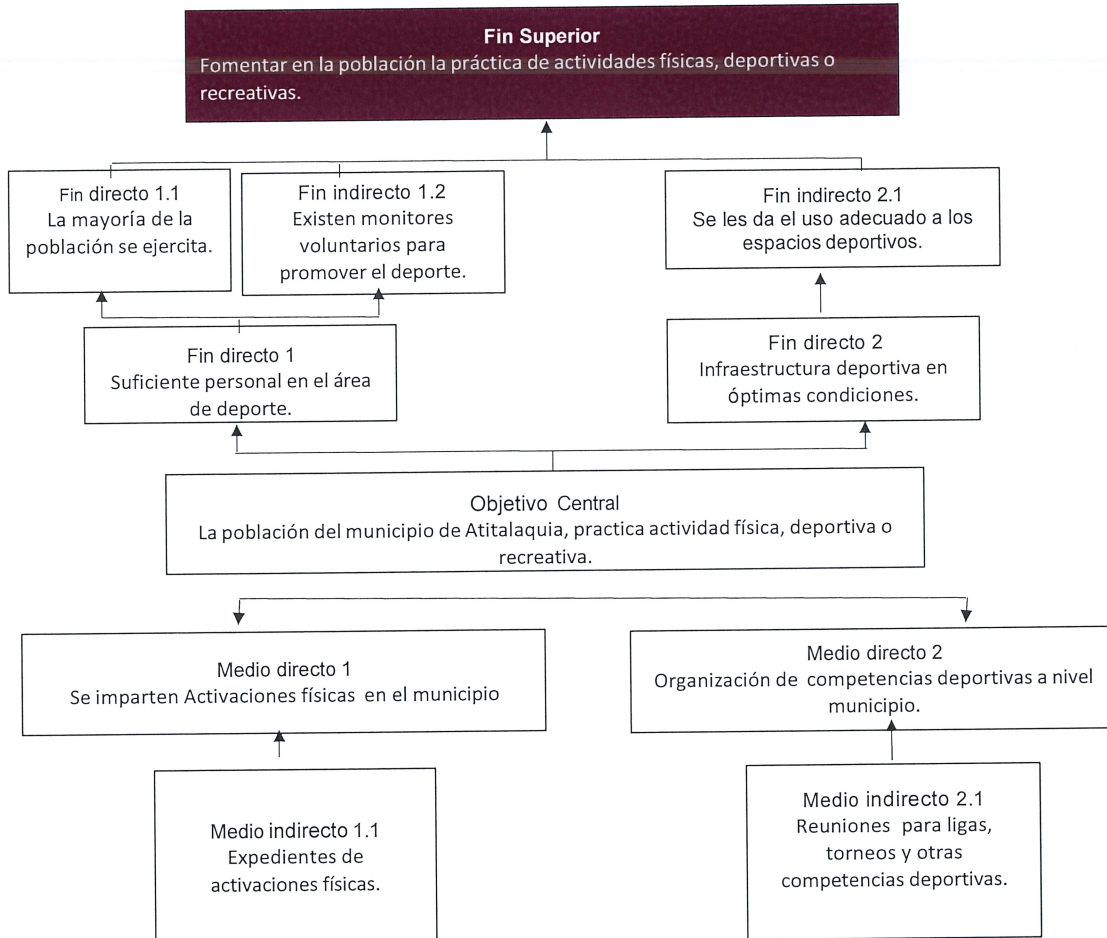 Fin Superior
Fomentar en la población la práctica de actividades físicas, deportivas o
recreativas.
Fin directo 1.1
La mayoría de la
población se ejercita.
Fin indirecto 1.2
Existen monitores
voluntarios para
promover el deporte.
Fin indirecto 2.1
Se les da el uso adecuado a los
espacios deportivos.
Fin directo 1
Suficiente personal en el área
de deporte.
Fin directo 2
Infraestructura deportiva en
óptimas condiciones.
Objetivo Central
La población del municipio de Atitalaquia, practica actividad física, deportiva o
recreativa.
Medio directo 1
Se imparten Activaciones físicas en el municipio
Medio directo 2
Organización de competencias deportivas a nivel
municipio.
Medio indirecto 1.1
Expedientes de
activaciones físicas.
Medio indirecto 2.1
Reuniones para ligas,
torneos y otras
competencias deportivas.